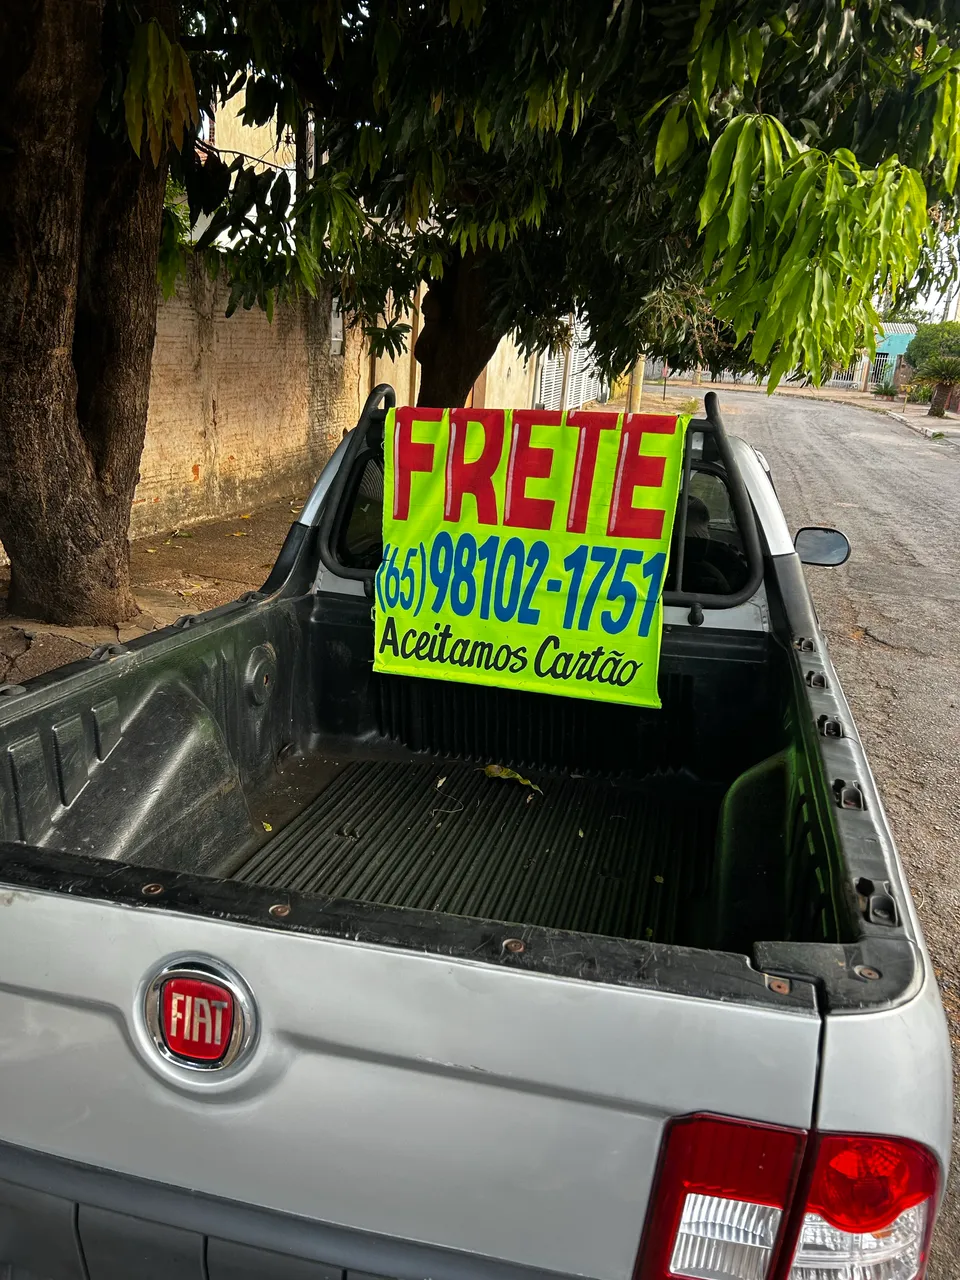 FRETE
(65) 98102-1751
Aceitamos Cartão
FIAT